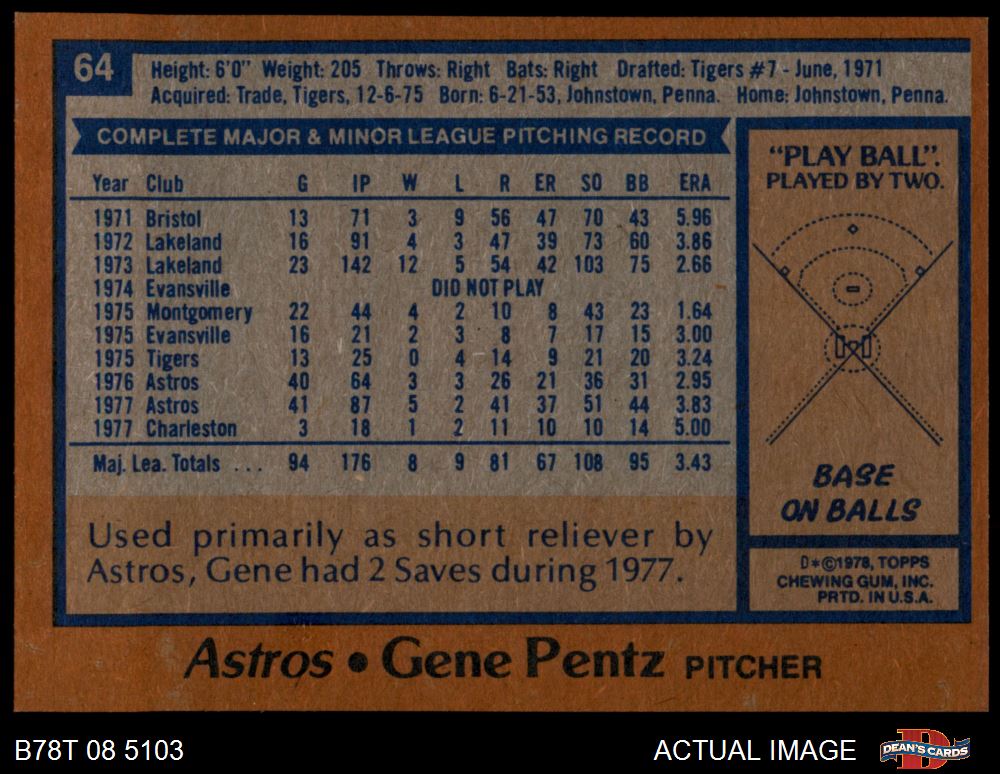 64
Height: 6'0" Weight: 205 Throws: Right Bats: Right Drafted: Tigers #7 - June, 1971
Acquired: Trade, Tigers, 12-6-75 Born: 6-21-53, Johnstown, Penna. Home: Johnstown, Penna.
COMPLETE MAJOR & MINOR LEAGUE PITCHING RECORD
Year Club G IP W L R ER SO BB ERA
1971 Bristol 13 71 3 9 56 47 70 43 5.96
1972 Lakeland 16 91 4 3 47 39 73 60 3.86
1973 Lakeland 23 142 12 5 54 42 103 75 2.66
1974 Evansville DID NOT PLAY
1975 Montgomery 22 44 4 2 10 8 43 23 1.64
1975 Evansville 16 21 2 3 8 7 17 15 3.00
1975 Tigers 13 25 0 4 14 9 21 20 3.24
1976 Astros 40 64 3 3 26 21 36 31 2.95
1977 Astros 41 87 5 2 41 37 51 44 3.83
1977 Charleston 3 18 1 2 11 10 10 14 5.00
Maj. Lea. Totals ... 94 176 8 9 81 67 108 95 3.43
Used primarily as short reliever by
Astros, Gene had 2 Saves during 1977.
"PLAY BALL".
PLAYED BY TWO.
BASE
ON BALLS
D*©1978, TOPPS
CHEWING GUM, INC.
PRTD. IN U.S.A.
Astros • Gene Pentz PITCHER
B78T 08 5103
ACTUAL IMAGE
DEAN'S CARDS